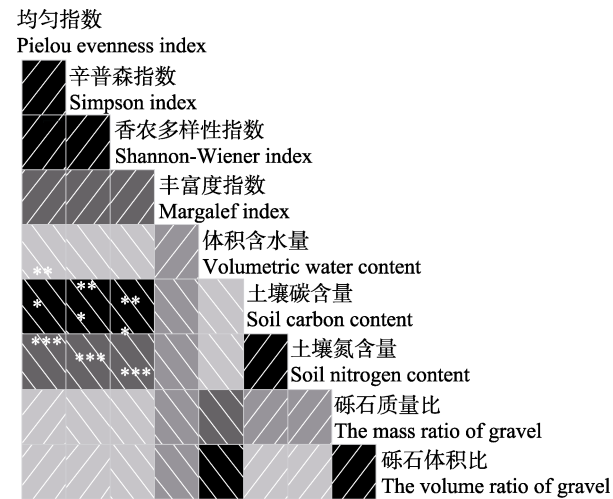 均匀指数
Pielou evenness index
辛普森指数
Simpson index
香农多样性指数
Shannon-Wiener index
丰富度指数
Margalef index
体积含水量
Volumetric water content
**
土壤碳含量
Soil carbon content
* ** * ** *
土壤氮含量
Soil nitrogen content
*** *** ***
砾石质量比
The mass ratio of gravel
砾石体积比
The volume ratio of gravel